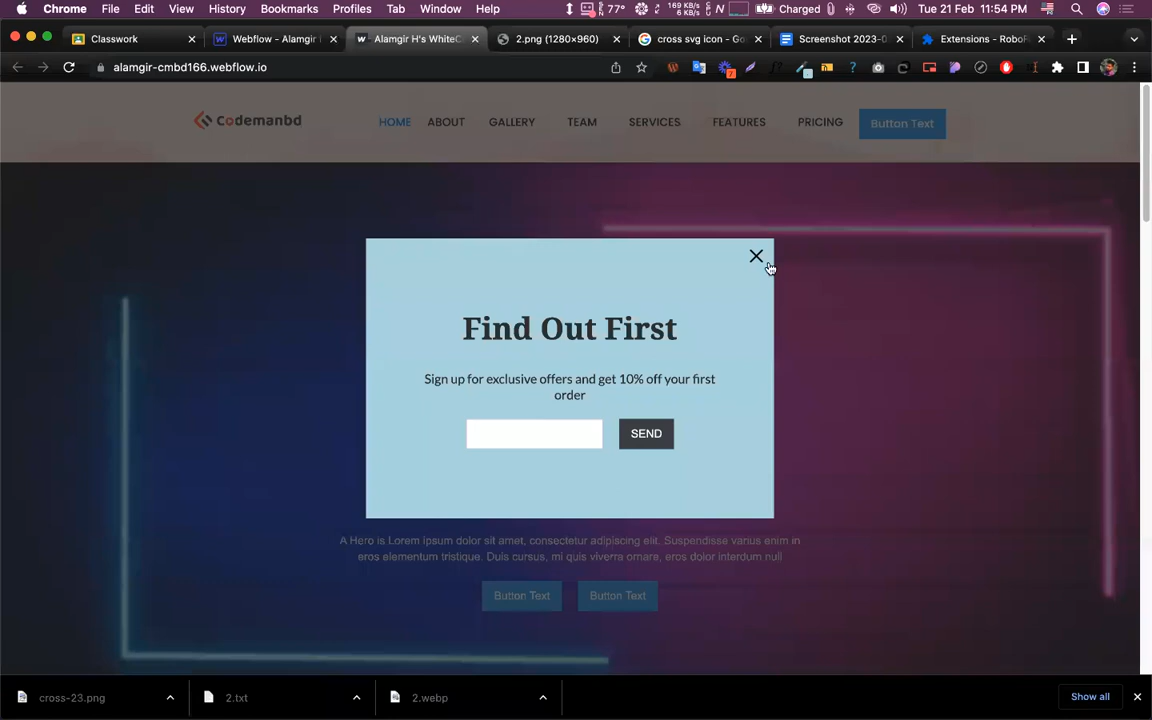 Chrome File Edit View History Bookmarks Profiles Tab Window Help 77° 169 KB/s 6 KB/s Charged Tue 21 Feb 11:54 PM
Classwork Webflow - Alamgir Alamgir H's WhiteC 2.png (1280×960) cross svg icon - Go Screenshot 2023-0 Extensions - RoboF
alamgir-cmbd166.webflow.io
Codemanbd HOME ABOUT GALLERY TEAM SERVICES FEATURES PRICING Button Text
Find Out First
Sign up for exclusive offers and get 10% off your first
order
SEND
A Hero is Lorem ipsum dolor sit amet, consectetur adipiscing elit. Suspendisse varius enim in
eros elementum tristique. Duis cursus, mi quis viverra ornare, eros dolor interdum null
Button Text Button Text
cross-23.png 2.txt 2.webp Show all